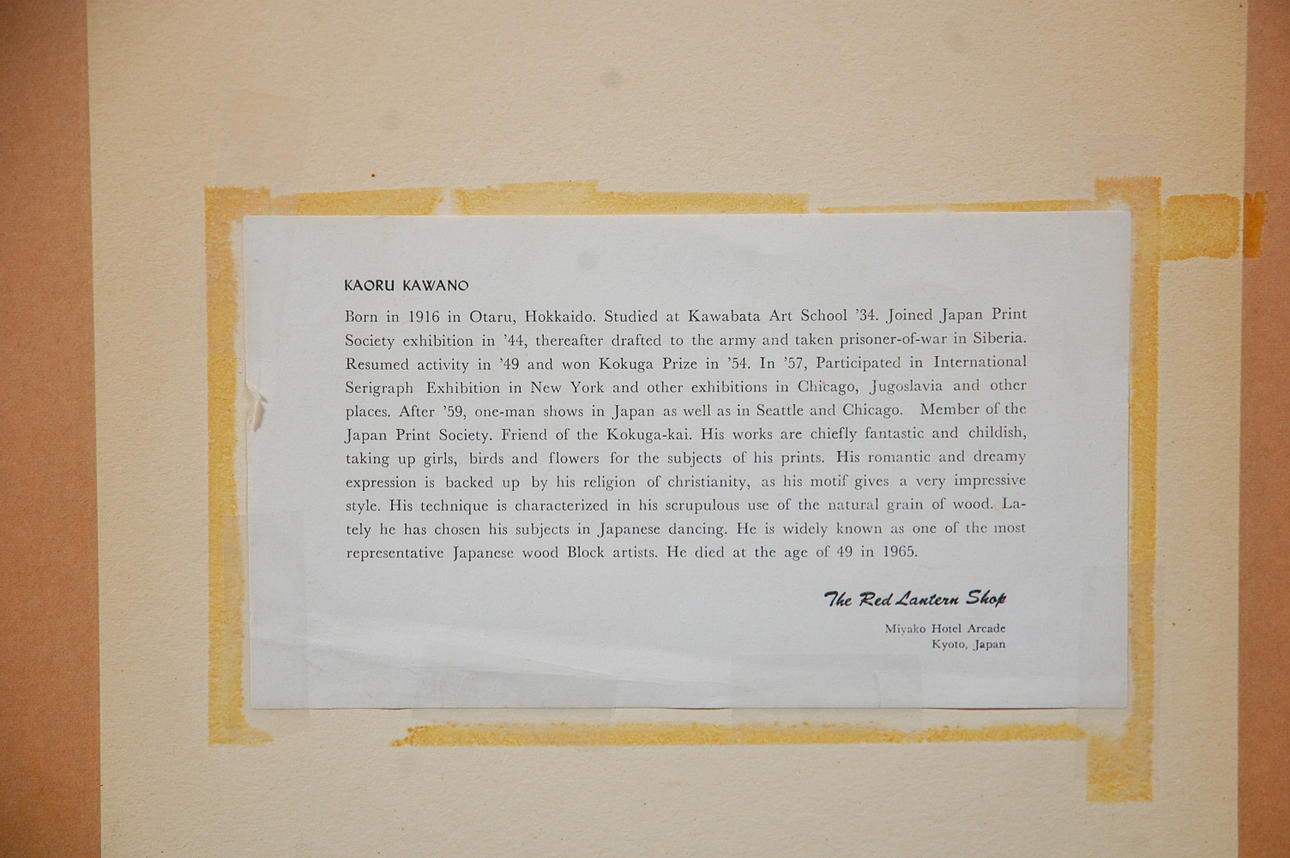 KAORU KAWANO
Born in 1916 in Otaru, Hokkaido. Studied at Kawabata Art School '34. Joined Japan Print
Society exhibition in '44, thereafter drafted to the army and taken prisoner-of-war in Siberia.
Resumed activity in '49 and won Kokuga Prize in '54. In '57, Participated in International
Serigraph Exhibition in New York and other exhibitions in Chicago, Jugoslavia and other
places. After '59, one-man shows in Japan as well as in Seattle and Chicago. Member of the
Japan Print Society. Friend of the Kokuga-kai. His works are chiefly fantastic and childish,
taking up girls, birds and flowers for the subjects of his prints. His romantic and dreamy
expression is backed up by his religion of christianity, as his motif gives a very impressive
style. His technique is characterized in his scrupulous use of the natural grain of wood. La-
tely he has chosen his subjects in Japanese dancing. He is widely known as one of the most
representative Japanese wood Block artists. He died at the age of 49 in 1965.
The Red Lantern Shop
Miyako Hotel Arcade
Kyoto, Japan